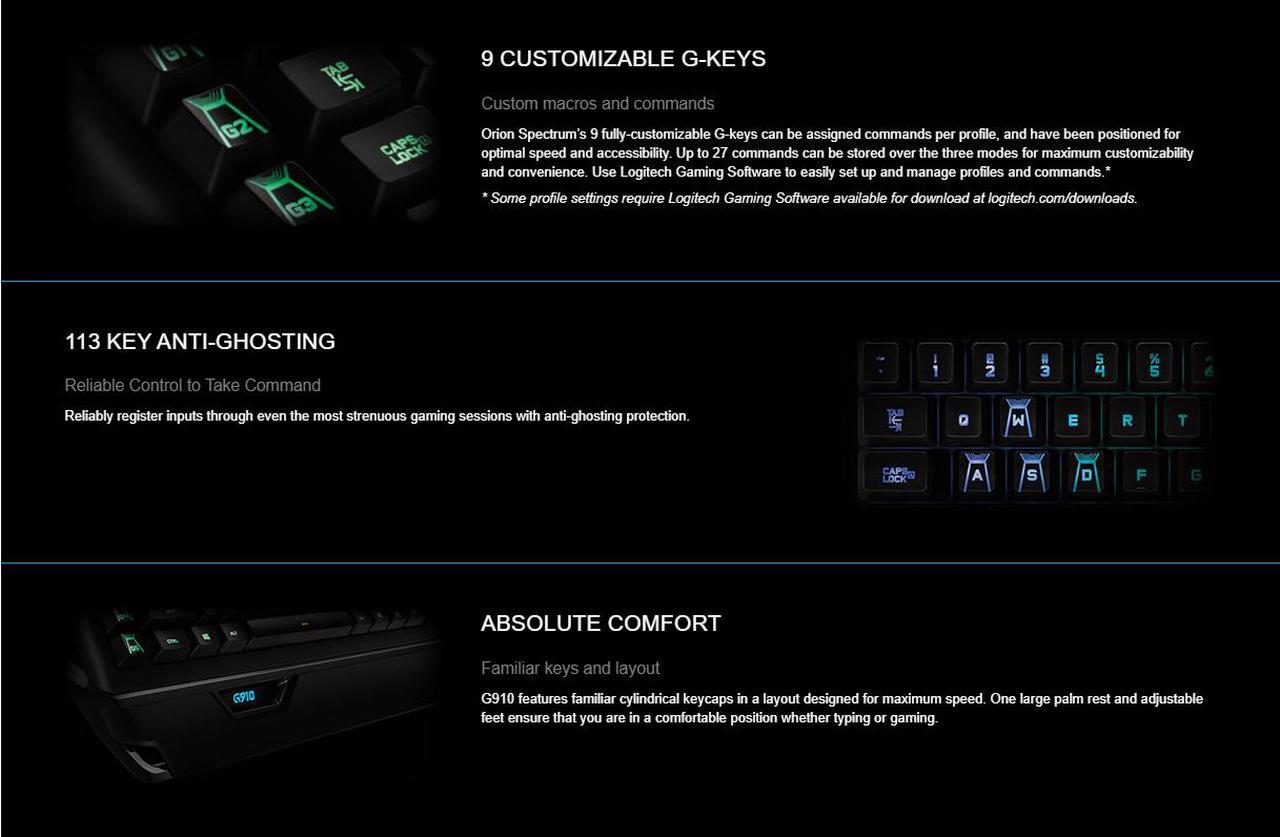 9 CUSTOMIZABLE G-KEYS
Custom macros and commands
Orion Spectrum's 9 fully-customizable G-keys can be assigned commands per profile, and have been positioned for
optimal speed and accessibility. Up to 27 commands can be stored over the three modes for maximum customizability
and convenience. Use Logitech Gaming Software to easily set up and manage profiles and commands.*
* Some profile settings require Logitech Gaming Software available for download at logitech.com/downloads.
G1
TAB
G2
CAPS
LOCK
G3
113 KEY ANTI-GHOSTING
Reliable Control to Take Command
Reliably register inputs through even the most strenuous gaming sessions with anti-ghosting protection.
~ ! @ # $ % ^
` 1 2 3 4 5 6
TAB Q W E R T
CAPS
LOCK A S D F G
ABSOLUTE COMFORT
Familiar keys and layout
G910 features familiar cylindrical keycaps in a layout designed for maximum speed. One large palm rest and adjustable
feet ensure that you are in a comfortable position whether typing or gaming.
CTRL
ALT
G910